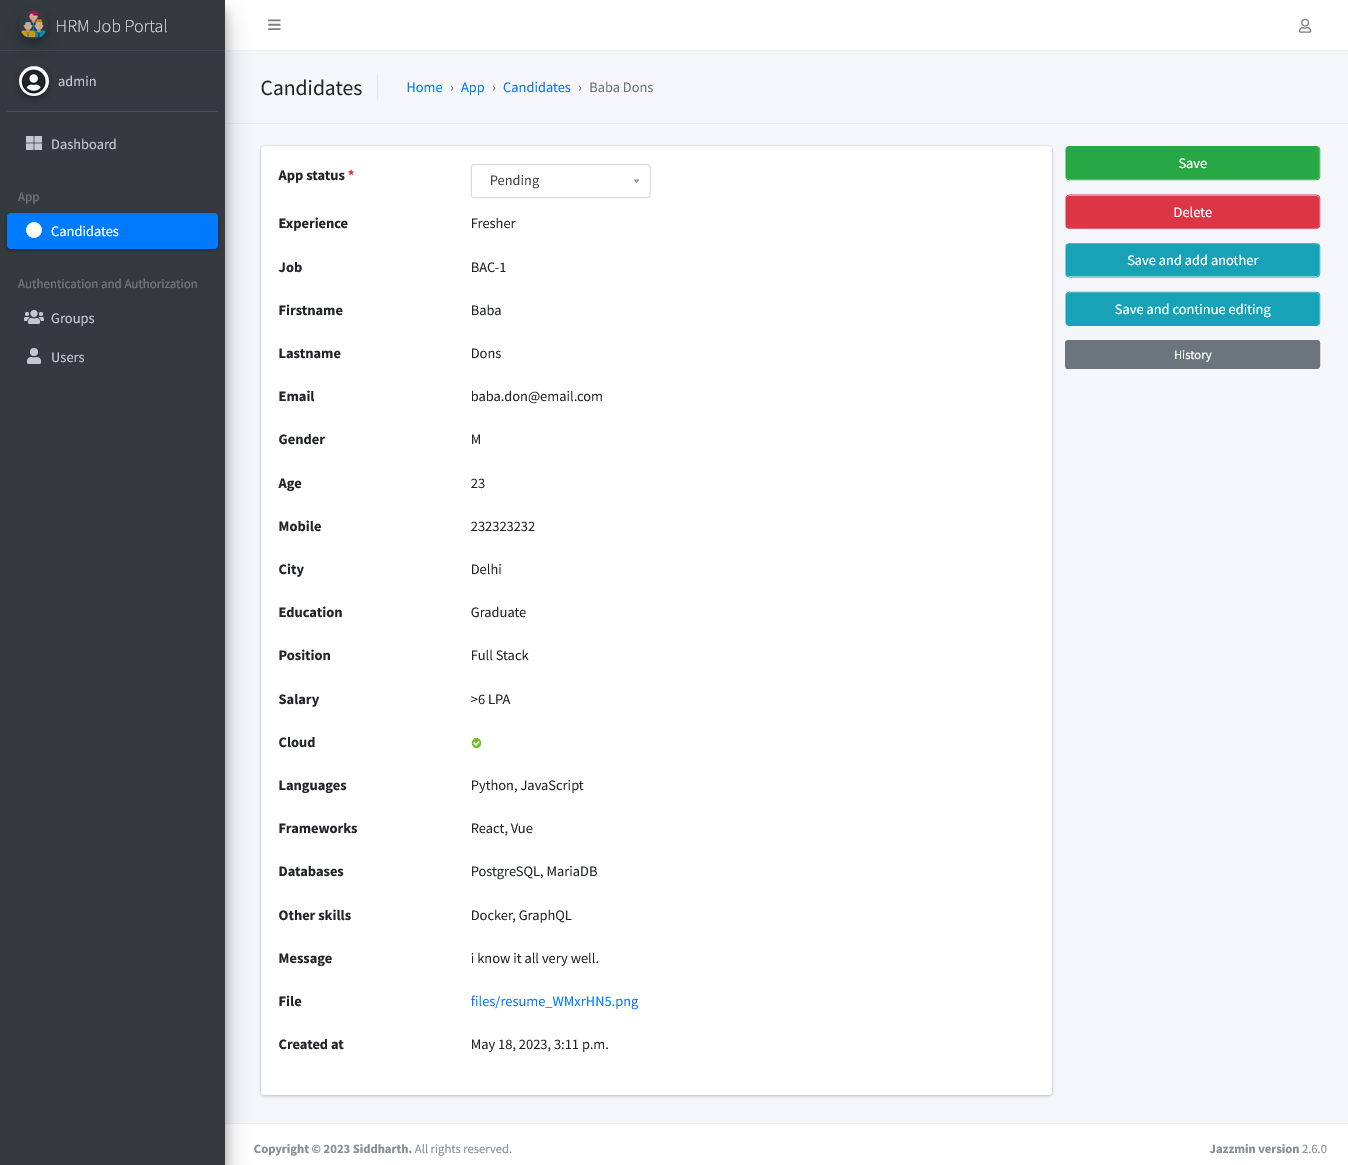 HRM Job Portal
admin
Dashboard
App
Candidates
Authentication and Authorization
Groups
Users
Candidates
Home › App › Candidates › Baba Dons
App status * Pending
Experience Fresher
Job BAC-1
Firstname Baba
Lastname Dons
Email baba.don@email.com
Gender M
Age 23
Mobile 232323232
City Delhi
Education Graduate
Position Full Stack
Salary >6 LPA
Cloud
Languages Python, JavaScript
Frameworks React, Vue
Databases PostgreSQL, MariaDB
Other skills Docker, GraphQL
Message i know it all very well.
File files/resume_WMxrHN5.png
Created at May 18, 2023, 3:11 p.m.
Save
Delete
Save and add another
Save and continue editing
History
Copyright © 2023 Siddharth. All rights reserved.
Jazzmin version 2.6.0